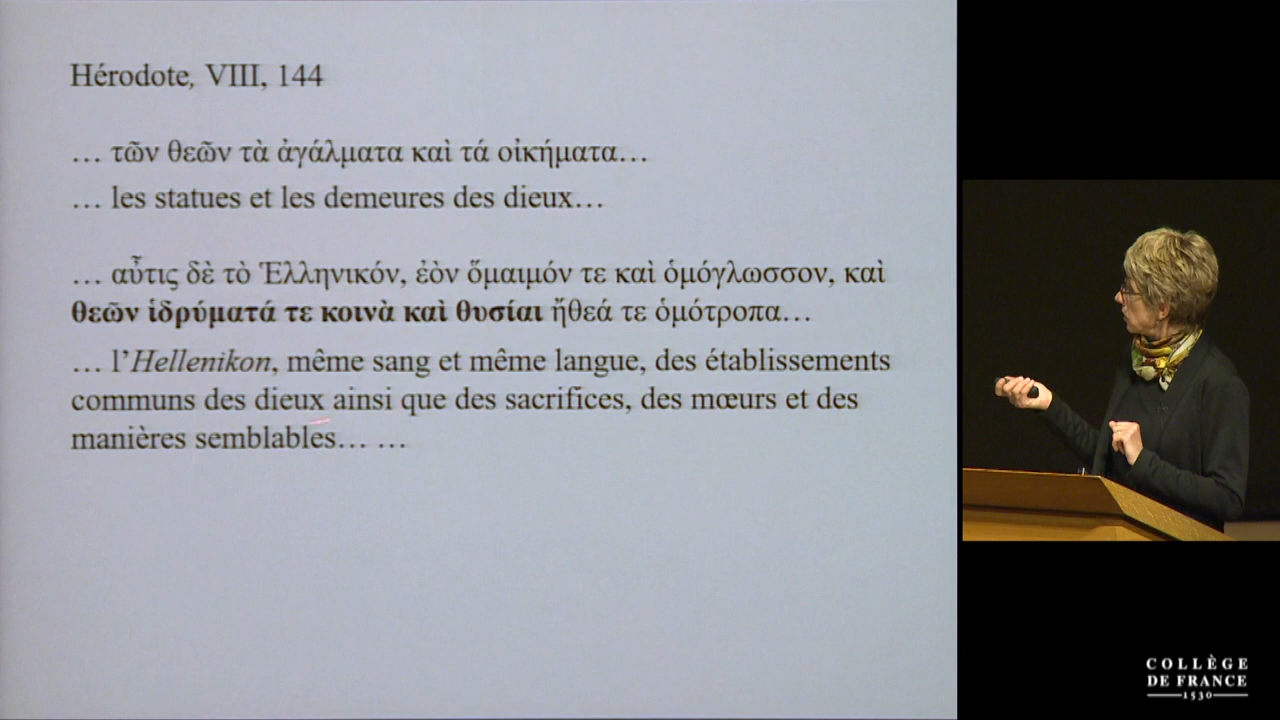 Hérodote, VIII, 144
… τῶν θεῶν τὰ ἀγάλματα καὶ τά οἰκήματα…
… les statues et les demeures des dieux…
… αὖτις δὲ τὸ Ἑλληνικόν, ἐὸν ὅμαιμόν τε καὶ ὁμόγλωσσον, καὶ
θεῶν ἱδρύματά τε κοινὰ καὶ θυσίαι ἤθεά τε ὁμότροπα…
… l’Hellenikon, même sang et même langue, des établissements
communs des dieux ainsi que des sacrifices, des mœurs et des
manières semblables… …
COLLÈGE
DE FRANCE
1530